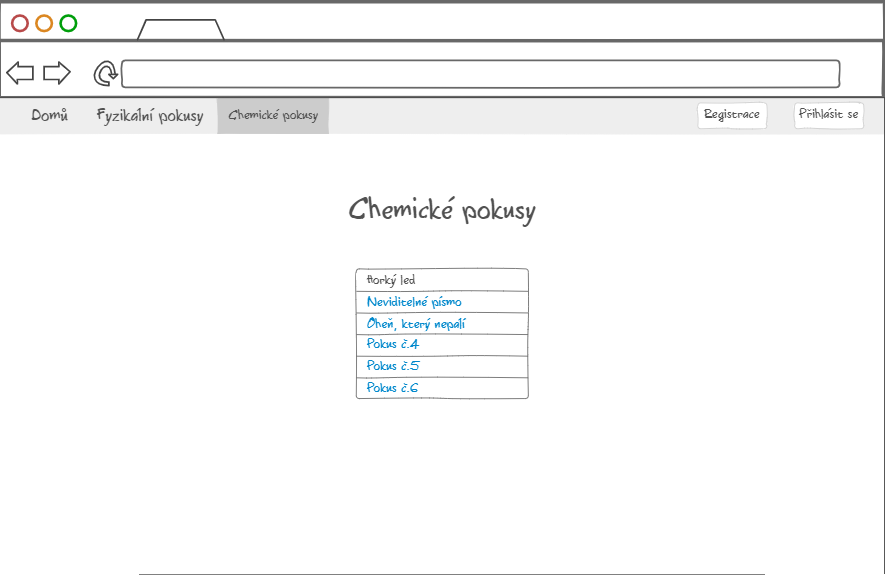 Domů Fyzikální pokusy Chemické pokusy Registrace Přihlásit se
Chemické pokusy
Horký led
Neviditelné písmo
Oheň, který nepalí
Pokus č.4
Pokus č.5
Pokus č.6